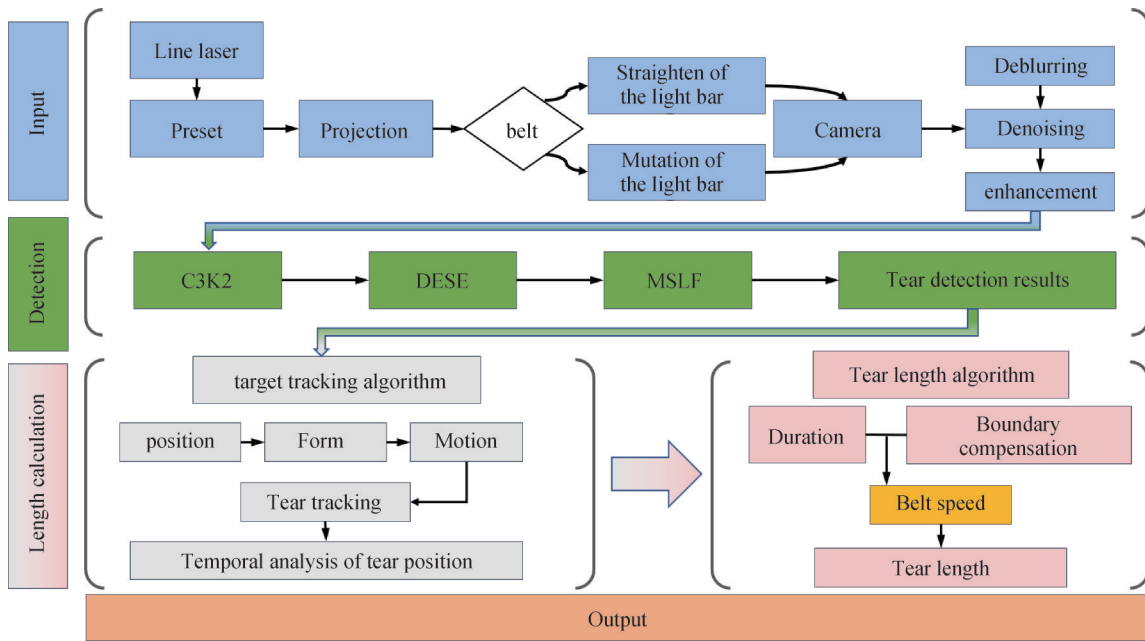 Input
Line laser
Preset
Projection
belt
Straighten of
the light bar
Mutation of
the light bar
Camera
Deblurring
Denoising
enhancement
Detection
C3K2
DESE
MSLF
Tear detection results
Length calculation
target tracking algorithm
position
Form
Motion
Tear tracking
Temporal analysis of tear position
Tear length algorithm
Duration
Boundary
compensation
Belt speed
Tear length
Output